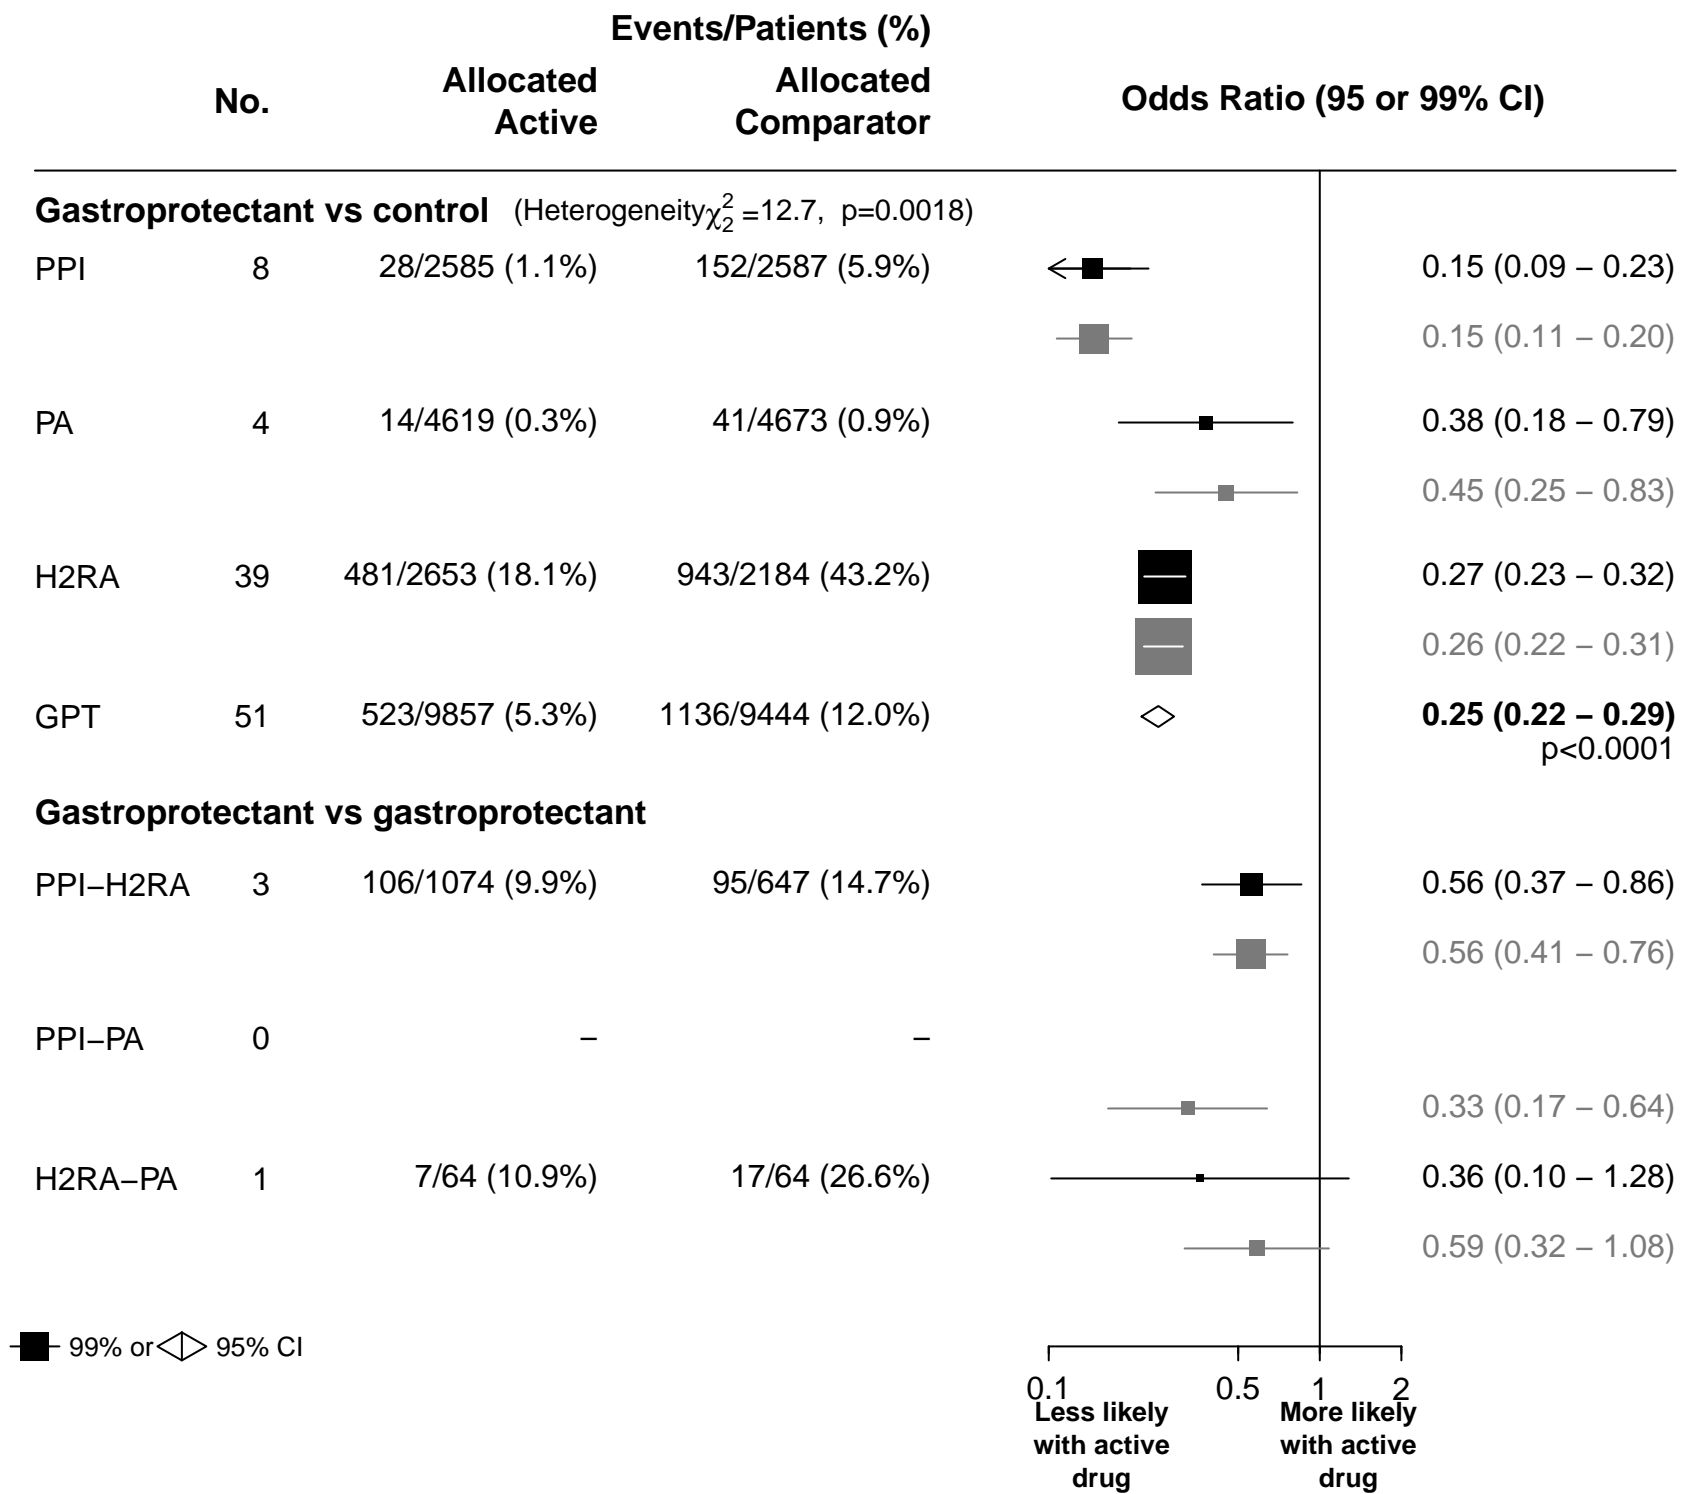 Events/Patients (%)
No. Allocated Active Allocated Comparator Odds Ratio (95 or 99% CI)
Gastroprotectant vs control (Heterogeneity χ²₂ =12.7, p=0.0018)
PPI 8 28/2585 (1.1%) 152/2587 (5.9%) 0.15 (0.09 − 0.23)
0.15 (0.11 − 0.20)
PA 4 14/4619 (0.3%) 41/4673 (0.9%) 0.38 (0.18 − 0.79)
0.45 (0.25 − 0.83)
H2RA 39 481/2653 (18.1%) 943/2184 (43.2%) 0.27 (0.23 − 0.32)
0.26 (0.22 − 0.31)
GPT 51 523/9857 (5.3%) 1136/9444 (12.0%) 0.25 (0.22 − 0.29)
p<0.0001
Gastroprotectant vs gastroprotectant
PPI−H2RA 3 106/1074 (9.9%) 95/647 (14.7%) 0.56 (0.37 − 0.86)
0.56 (0.41 − 0.76)
PPI−PA 0 − −
0.33 (0.17 − 0.64)
H2RA−PA 1 7/64 (10.9%) 17/64 (26.6%) 0.36 (0.10 − 1.28)
0.59 (0.32 − 1.08)
99% or 95% CI
0.1 0.5 1 2
Less likely with active drug
More likely with active drug